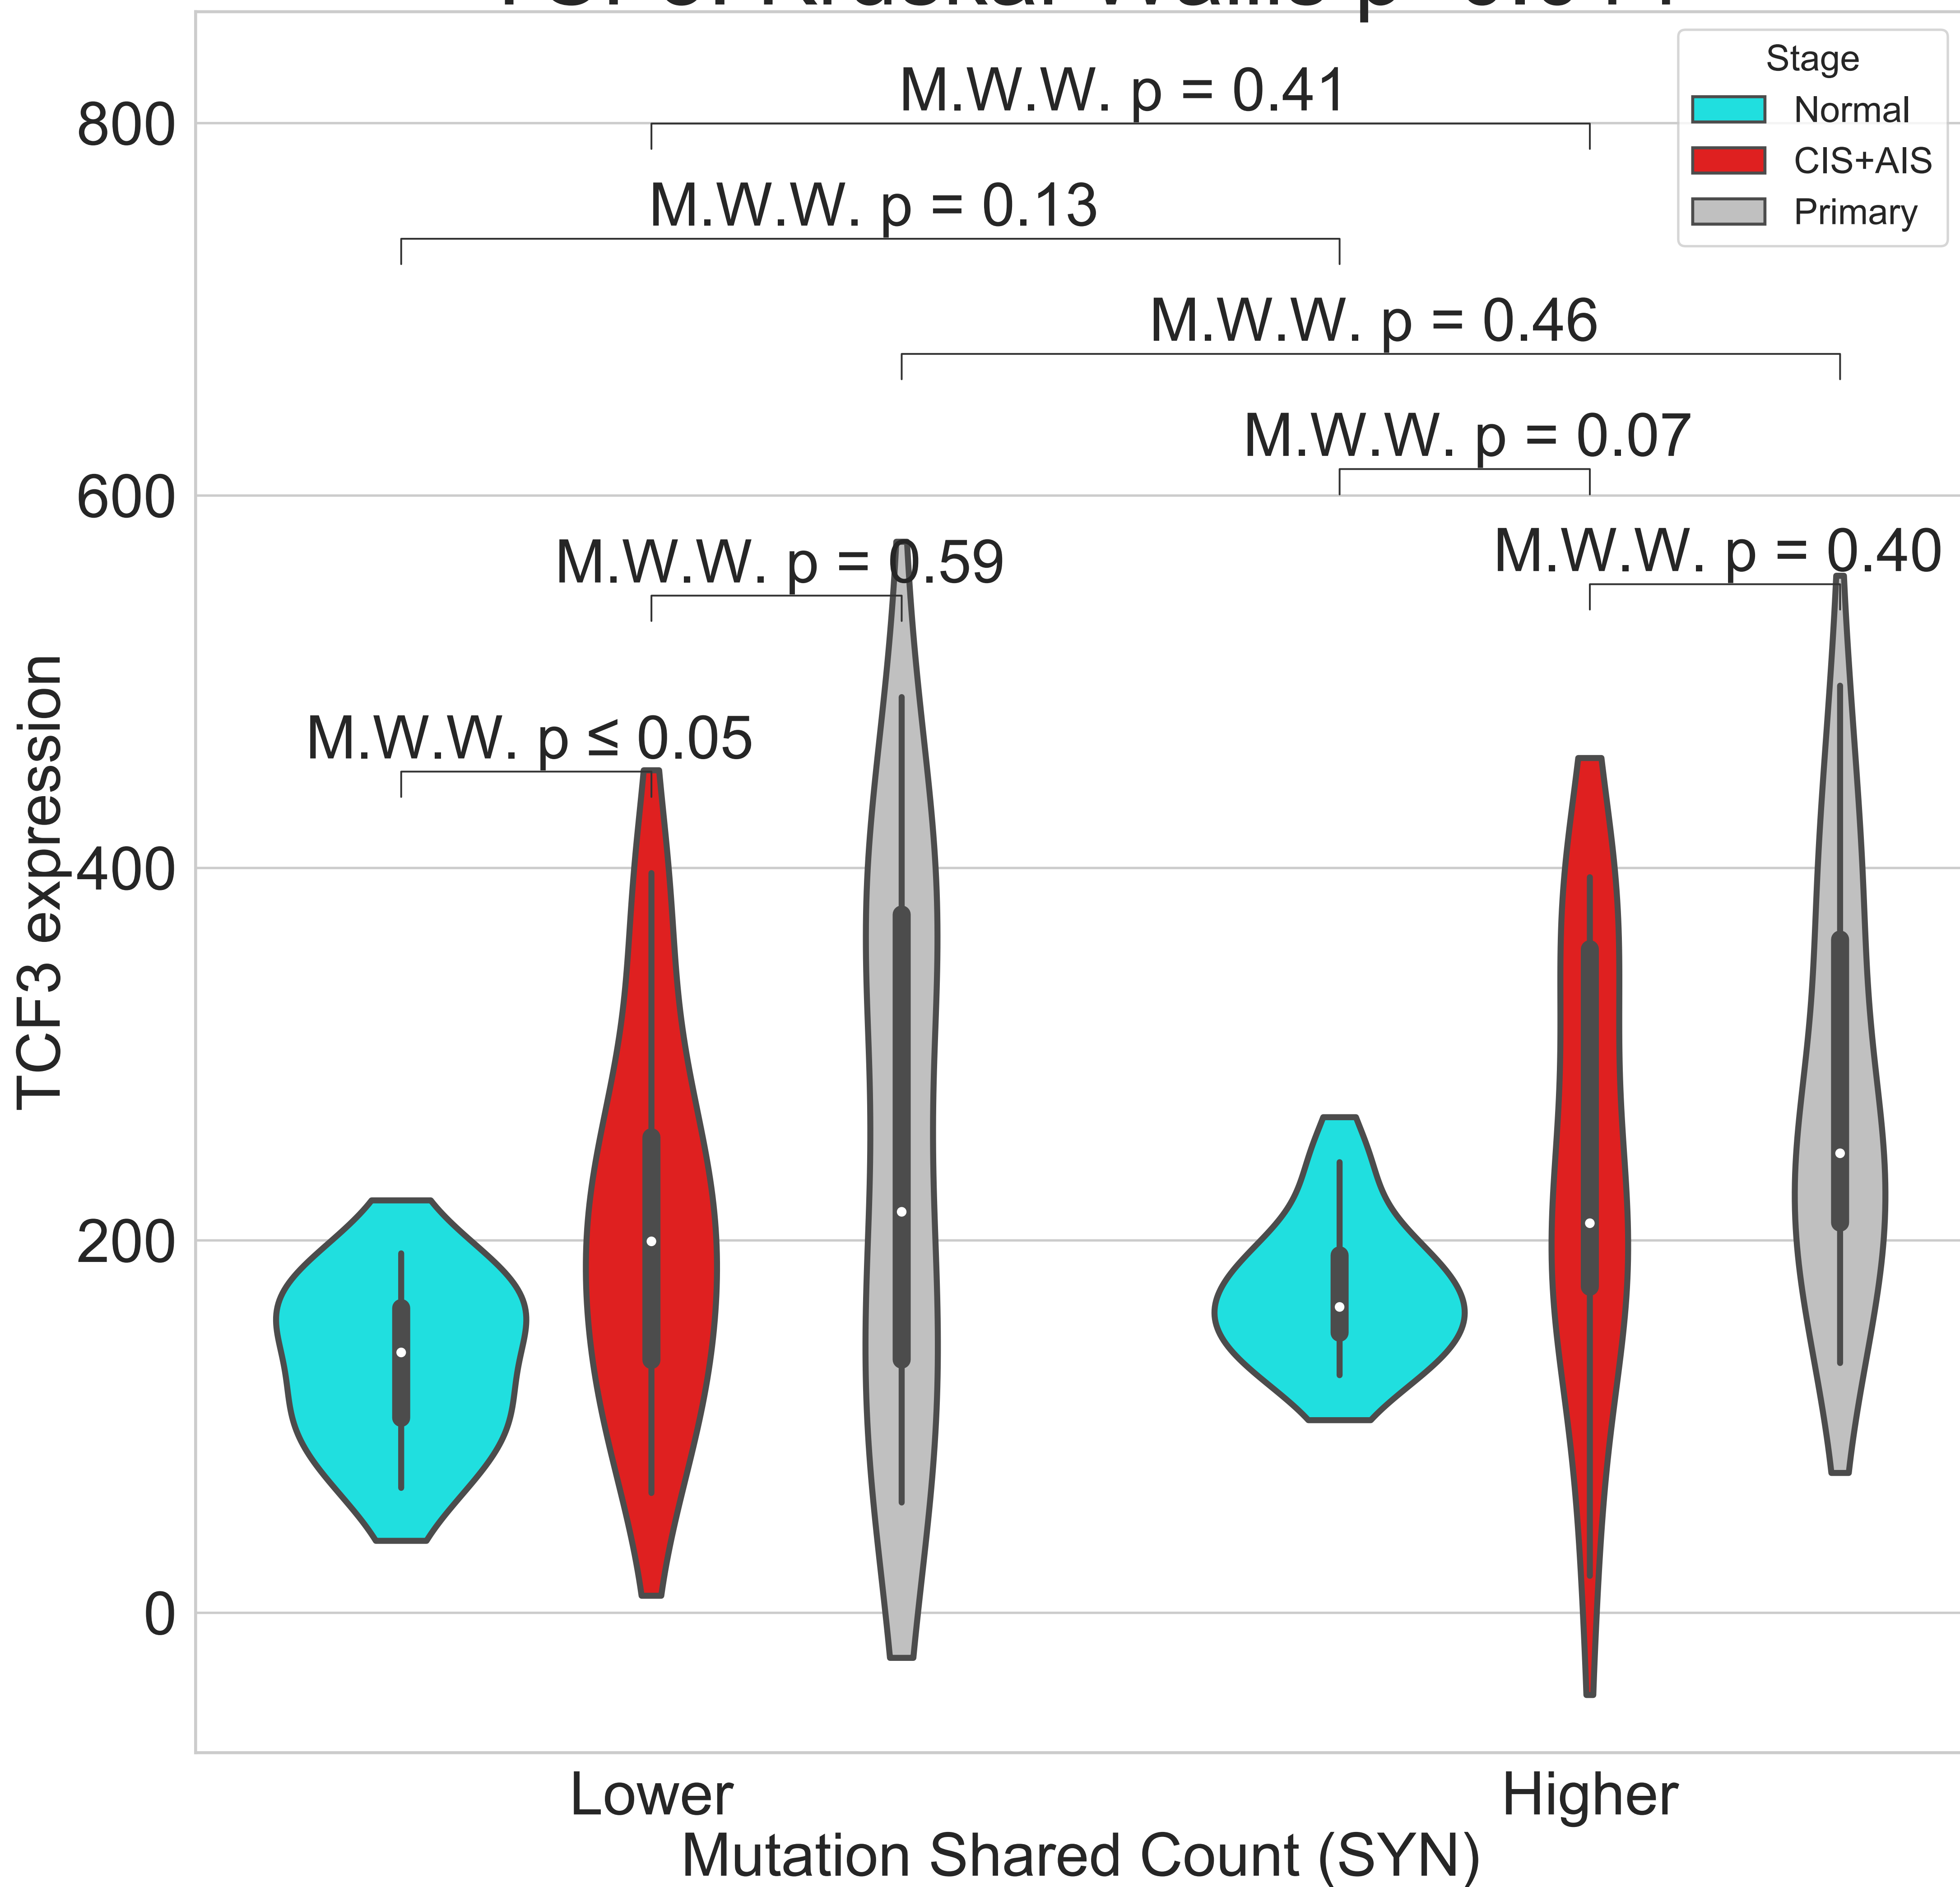 Stage
Normal
CIS+AIS
Primary
M.W.W. p = 0.41
M.W.W. p = 0.13
M.W.W. p = 0.46
M.W.W. p = 0.07
M.W.W. p = 0.59
M.W.W. p = 0.40
M.W.W. p ≤ 0.05
800
600
400
200
0
TCF3 expression
Lower
Higher
Mutation Shared Count (SYN)